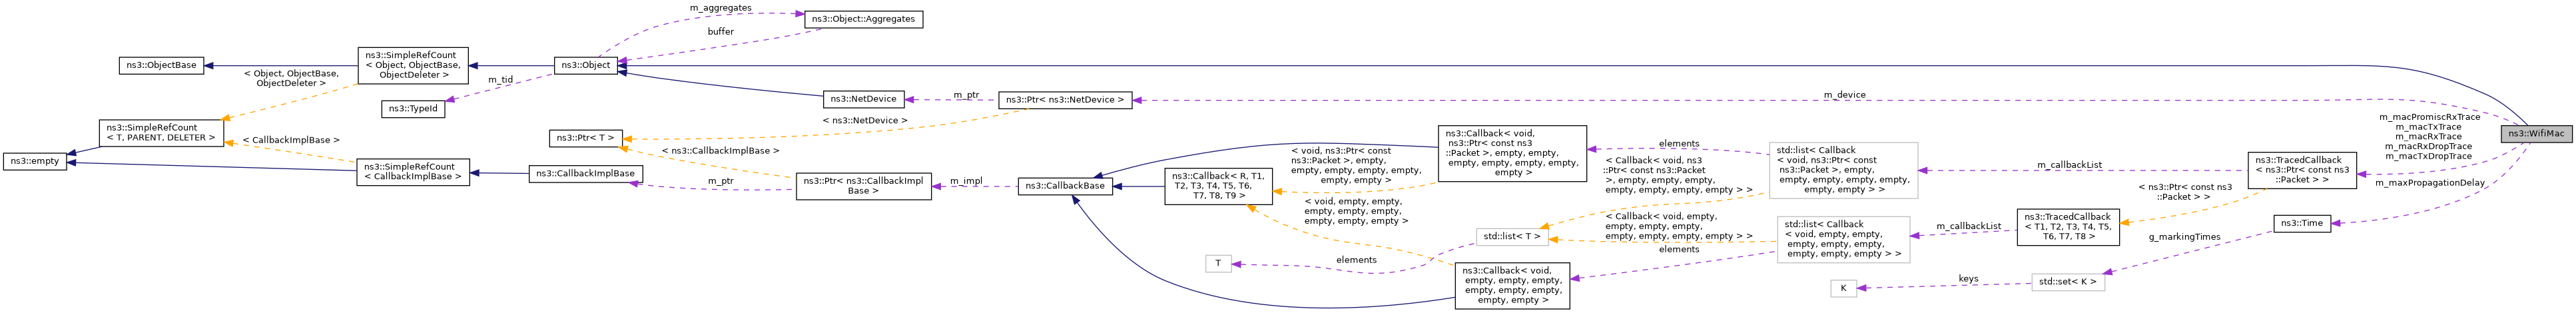 m_aggregates
ns3::Object::Aggregates
buffer
ns3::ObjectBase
ns3::SimpleRefCount
< Object, ObjectBase,
ObjectDeleter >
ns3::Object
< Object, ObjectBase,
ObjectDeleter >
m_tid
ns3::TypeId
ns3::NetDevice
m_ptr
ns3::Ptr< ns3::NetDevice >
m_device
ns3::WifiMac
< ns3::NetDevice >
ns3::SimpleRefCount
< T, PARENT, DELETER >
< CallbackImplBase >
ns3::Ptr< T >
< ns3::CallbackImplBase >
ns3::empty
ns3::SimpleRefCount
< CallbackImplBase >
ns3::CallbackImplBase
m_ptr
ns3::Ptr< ns3::CallbackImpl
Base >
m_impl
ns3::CallbackBase
ns3::Callback< R, T1,
T2, T3, T4, T5, T6,
T7, T8, T9 >
< void, ns3::Ptr< const
ns3::Packet >, empty,
empty, empty, empty, empty,
empty, empty >
< void, empty, empty,
empty, empty, empty,
empty, empty, empty >
ns3::Callback< void,
ns3::Ptr< const ns3
::Packet >, empty, empty,
empty, empty, empty, empty,
empty >
elements
< Callback< void, ns3
::Ptr< const ns3::Packet
>, empty, empty, empty,
empty, empty, empty, empty > >
std::list< Callback
< void, ns3::Ptr< const
ns3::Packet >, empty,
empty, empty, empty, empty,
empty, empty > >
m_callbackList
ns3::TracedCallback
< ns3::Ptr< const ns3
::Packet > >
m_macPromiscRxTrace
m_macTxTrace
m_macRxTrace
m_macRxDropTrace
m_macTxDropTrace
m_maxPropagationDelay
< ns3::Ptr< const ns3
::Packet > >
std::list< T >
T
elements
< Callback< void, empty,
empty, empty, empty,
empty, empty, empty, empty > >
elements
ns3::Callback< void,
empty, empty, empty,
empty, empty, empty,
empty, empty >
std::list< Callback
< void, empty, empty,
empty, empty, empty,
empty, empty, empty > >
m_callbackList
ns3::TracedCallback
< T1, T2, T3, T4, T5,
T6, T7, T8 >
ns3::Time
g_markingTimes
std::set< K >
keys
K